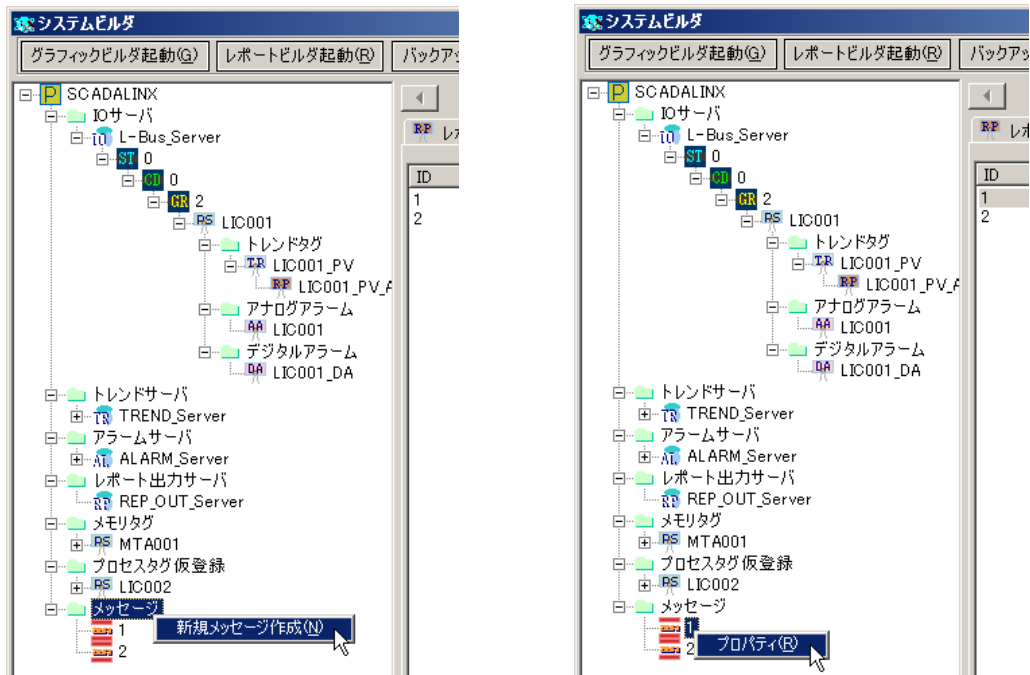 システムビルダ
グラフィックビルダ起動(G) レポートビルダ起動(R) バックアッ
SCADALINX
IOサーバ
L-Bus_Server
ST 0
CD 0
GR 2
PS LIC001
トレンドタグ
TR LIC001_PV
RP LIC001_PV_A
アナログアラーム
AA LIC001
デジタルアラーム
DA LIC001_DA
トレンドサーバ
TREND_Server
アラームサーバ
ALARM_Server
レポート出力サーバ
REP_OUT_Server
メモリタグ
PS MTA001
プロセスタグ仮登録
PS LIC002
メッセージ
新規メッセージ作成(N)
1
2
RP レポ
ID
1
2
システムビルダ
グラフィックビルダ起動(G) レポートビルダ起動(R) バックアッ
SCADALINX
IOサーバ
L-Bus_Server
ST 0
CD 0
GR 2
PS LIC001
トレンドタグ
TR LIC001_PV
RP LIC001_PV_A
アナログアラーム
AA LIC001
デジタルアラーム
DA LIC001_DA
トレンドサーバ
TREND_Server
アラームサーバ
ALARM_Server
レポート出力サーバ
REP_OUT_Server
メモリタグ
PS MTA001
プロセスタグ仮登録
PS LIC002
メッセージ
1
プロパティ(R)
2
RP レポ
ID
1
2